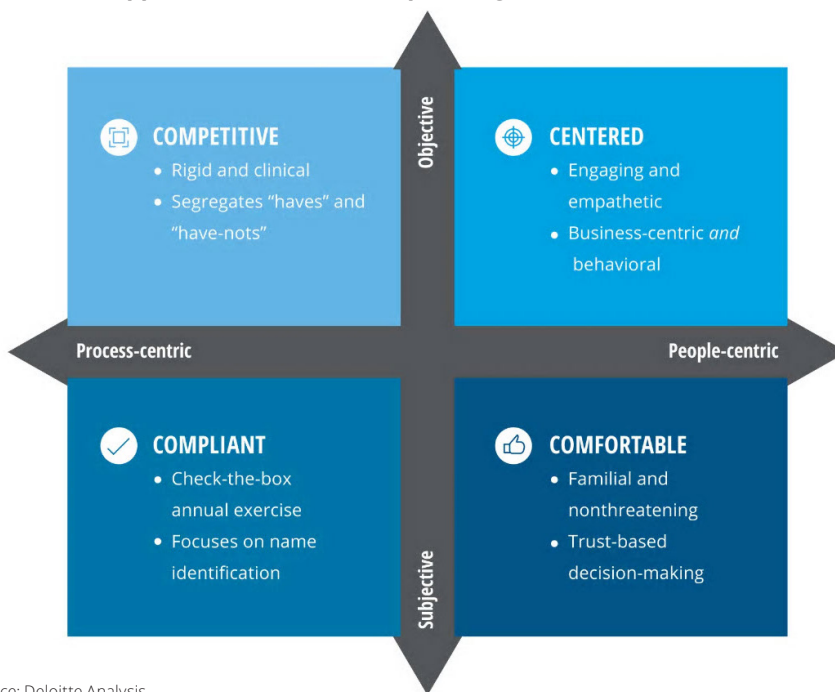 COMPETITIVE
• Rigid and clinical
• Segregates “haves” and
“have-nots”
Objective
CENTERED
• Engaging and
empathetic
• Business-centric and
behavioral
Process-centric
People-centric
COMPLIANT
• Check-the-box
annual exercise
• Focuses on name
identification
Subjective
COMFORTABLE
• Familial and
nonthreatening
• Trust-based
decision-making
Deloitte Analysis